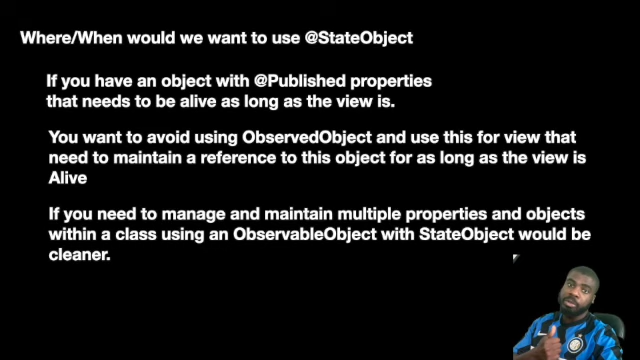 Where/When would we want to use @StateObject
If you have an object with @Published properties
that needs to be alive as long as the view is.
You want to avoid using ObservedObject and use this for view that
need to maintain a reference to this object for as long as the view is
Alive
If you need to manage and maintain multiple properties and objects
within a class using an ObservableObject with StateObject would be
cleaner.